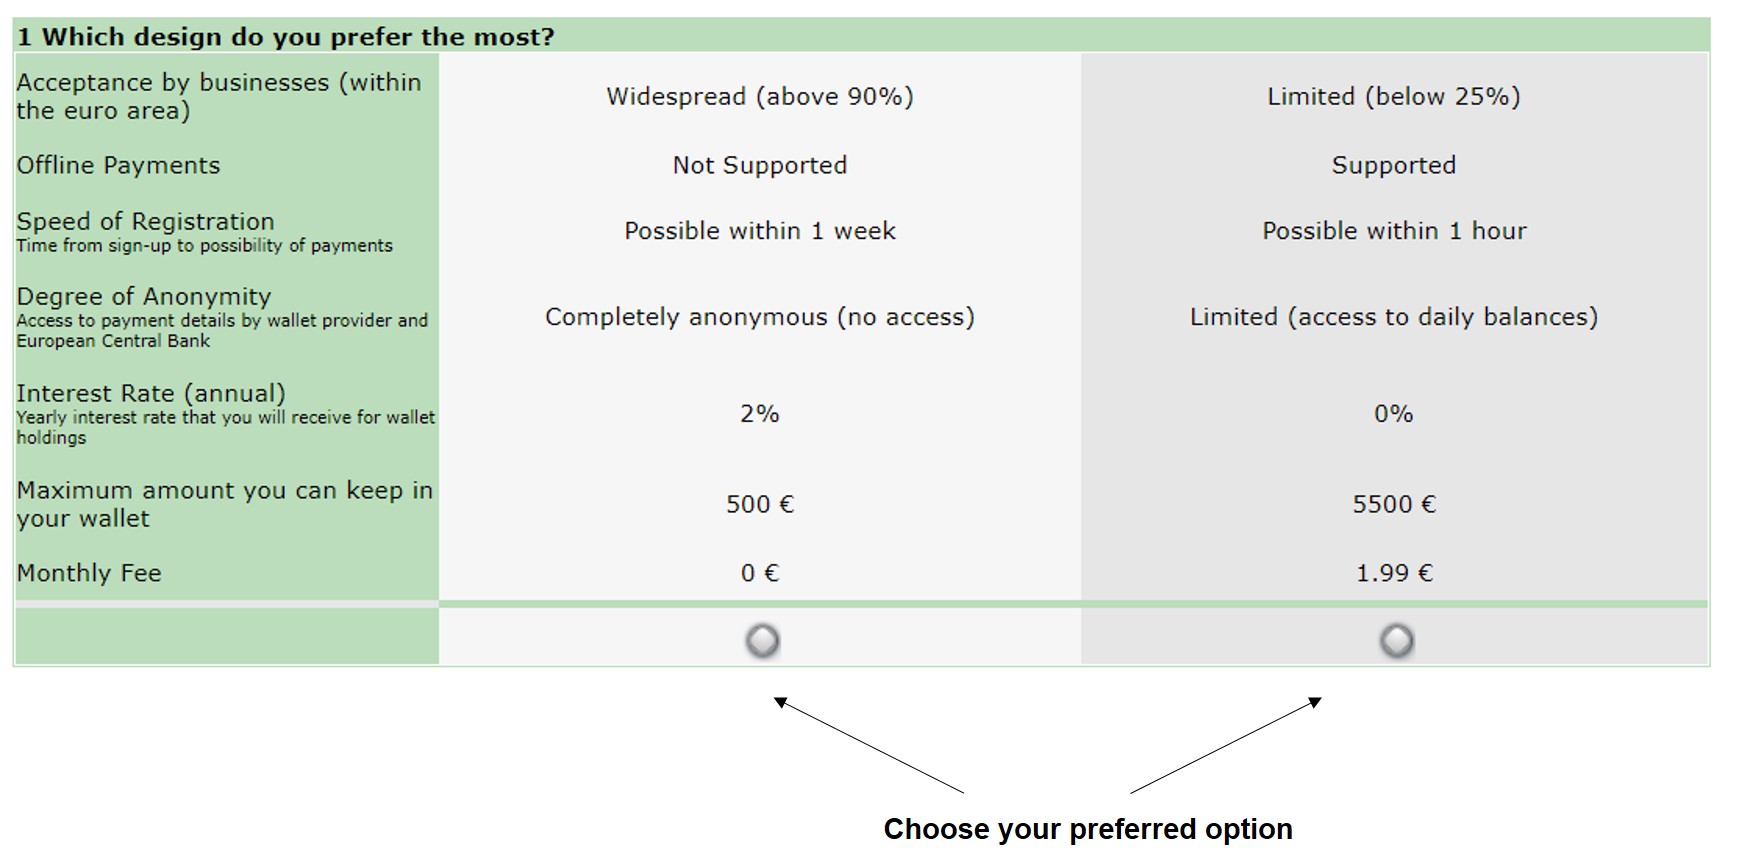 1 Which design do you prefer the most?
Acceptance by businesses (within
the euro area)
Widespread (above 90%)
Limited (below 25%)
Offline Payments
Not Supported
Supported
Speed of Registration
Time from sign-up to possibility of payments
Possible within 1 week
Possible within 1 hour
Degree of Anonymity
Access to payment details by wallet provider and
European Central Bank
Completely anonymous (no access)
Limited (access to daily balances)
Interest Rate (annual)
Yearly interest rate that you will receive for wallet
holdings
2%
0%
Maximum amount you can keep in
your wallet
500 €
5500 €
Monthly Fee
0 €
1.99 €
Choose your preferred option